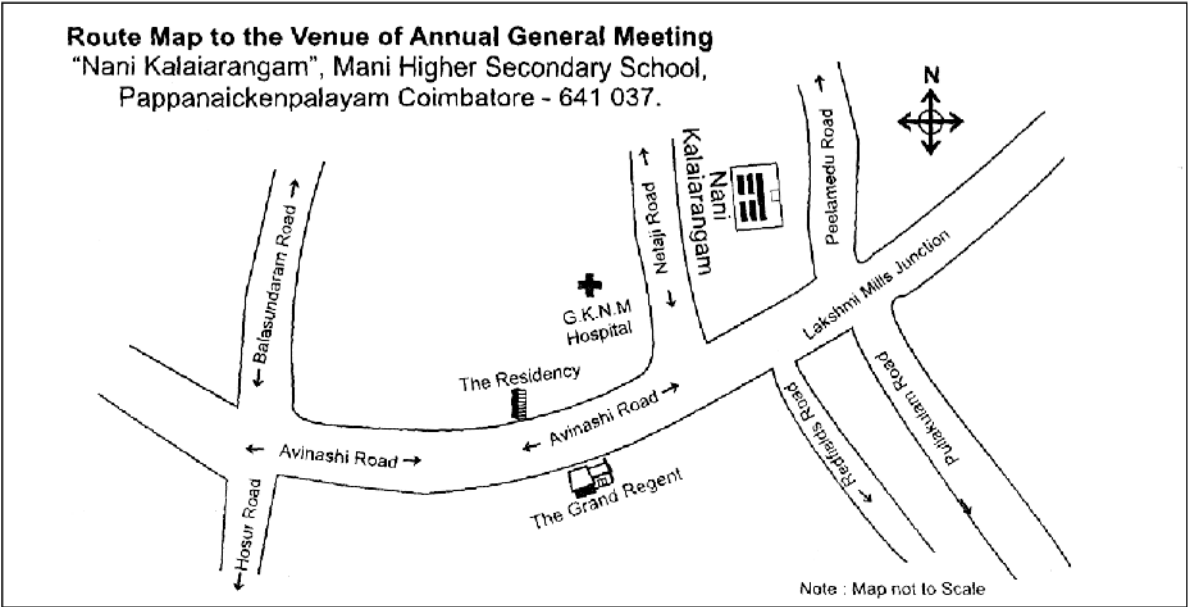 Route Map to the Venue of Annual General Meeting
"Nani Kalaiarangam", Mani Higher Secondary School,
Pappanaickenpalayam Coimbatore - 641 037.
N
Peelamedu Road
Nani
Kalaiarangam
Netaji Road
Balasundaram Road
G.K.N.M
Hospital
Lakshmi Mills Junction
The Residency
Avinashi Road
Avinashi Road
Redfields Road
Puliakulam Road
The Grand Regent
Hosur Road
Note : Map not to Scale